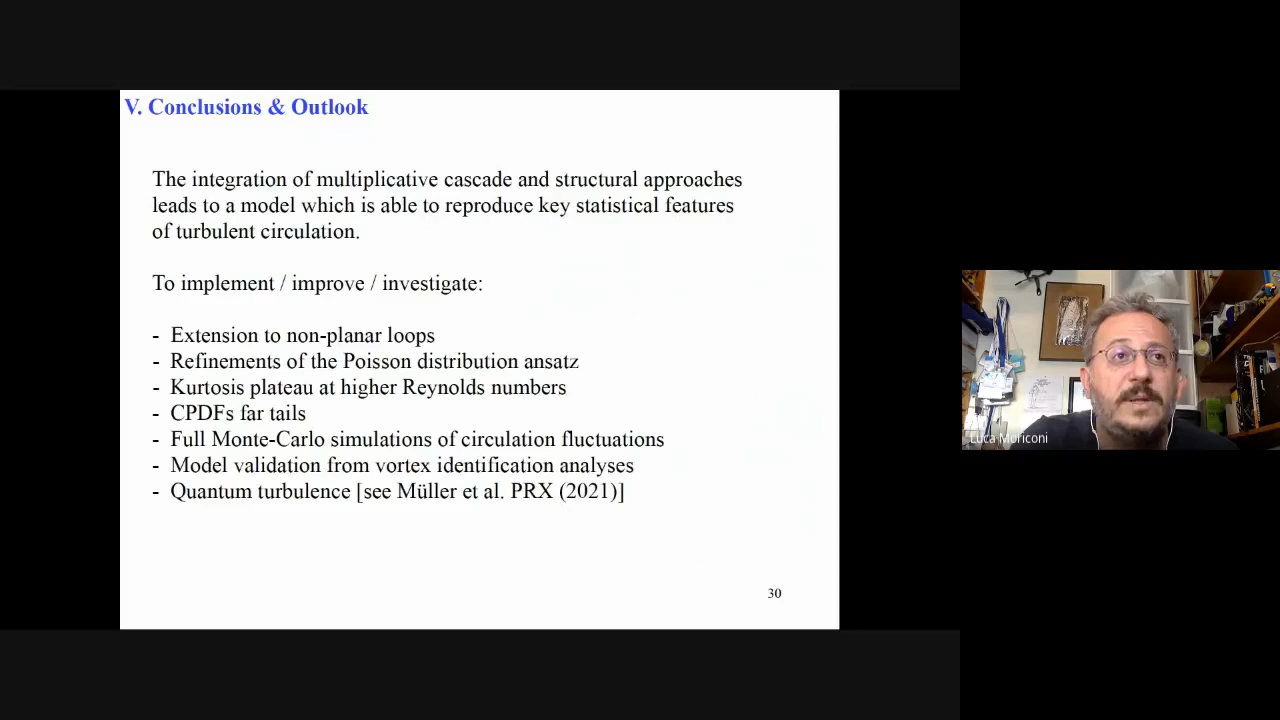 V. Conclusions & Outlook
The integration of multiplicative cascade and structural approaches
leads to a model which is able to reproduce key statistical features
of turbulent circulation.
To implement / improve / investigate:
- Extension to non-planar loops
- Refinements of the Poisson distribution ansatz
- Kurtosis plateau at higher Reynolds numbers
- CPDFs far tails
- Full Monte-Carlo simulations of circulation fluctuations
- Model validation from vortex identification analyses
- Quantum turbulence [see Müller et al. PRX (2021)]
30
Luca Moriconi